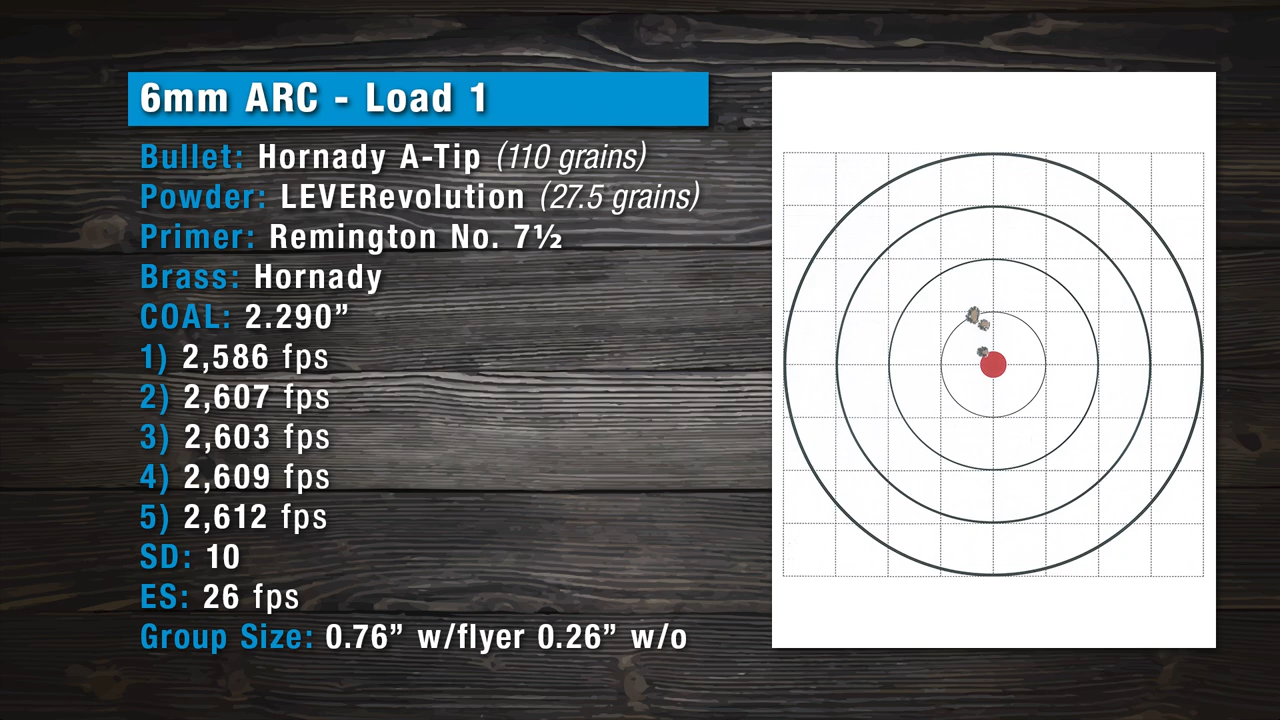 6mm ARC - Load 1
Bullet: Hornady A-Tip (110 grains)
Powder: LEVERevolution (27.5 grains)
Primer: Remington No. 7½
Brass: Hornady
COAL: 2.290”
1) 2,586 fps
2) 2,607 fps
3) 2,603 fps
4) 2,609 fps
5) 2,612 fps
SD: 10
ES: 26 fps
Group Size: 0.76” w/flyer 0.26” w/o